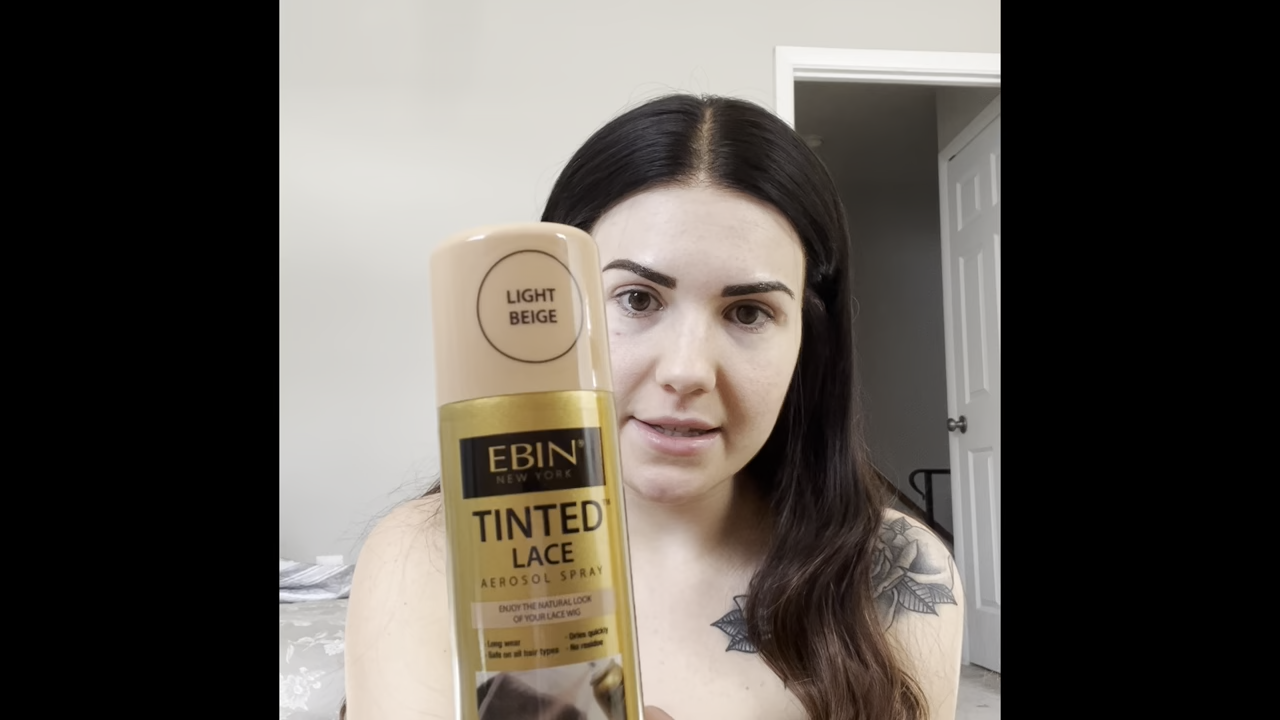 LIGHT
BEIGE
EBIN®
NEW YORK
TINTED™
LACE
AEROSOL SPRAY
ENJOY THE NATURAL LOOK
OF YOUR LACE WIG
- Long wear - Dries quickly
- Safe on all hair types - No residue